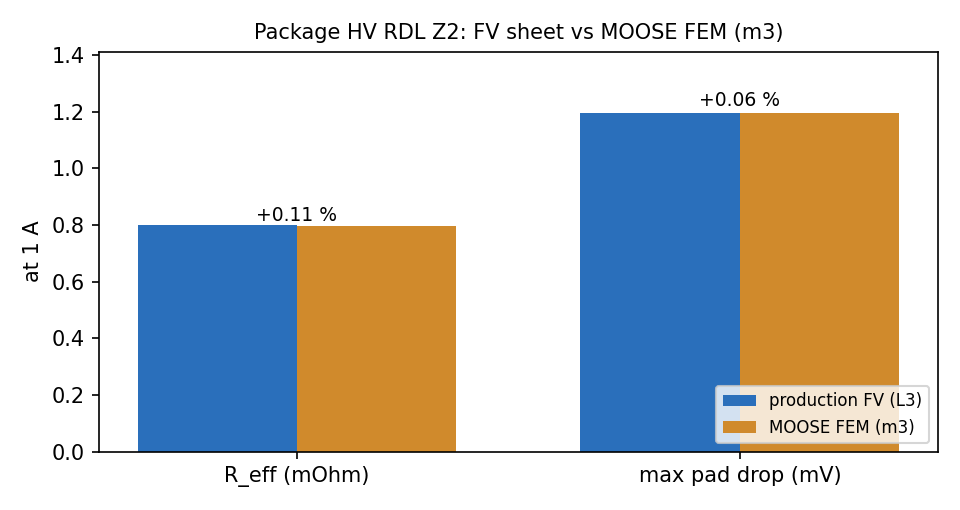 Package HV RDL Z2: FV sheet vs MOOSE FEM (m3)
1.4
1.2
1.0
0.8
0.6
0.4
0.2
0.0
at 1 A
+0.11 %
+0.06 %
production FV (L3)
MOOSE FEM (m3)
R_eff (mOhm)
max pad drop (mV)